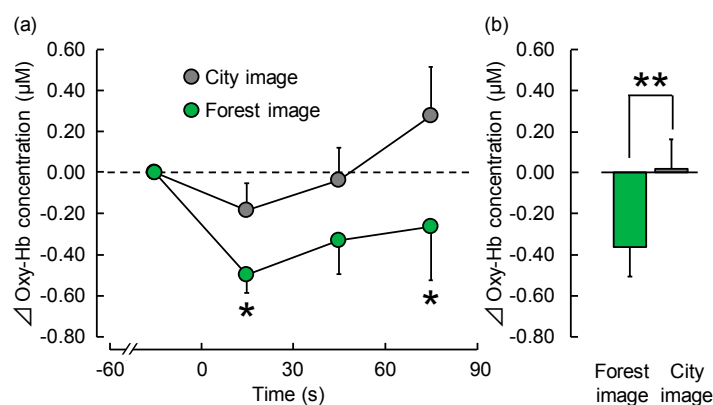 (a)
(b)
⊿ Oxy-Hb concentration (μM)
0.60
0.40
0.20
0.00
-0.20
-0.40
-0.60
-0.80
City image
Forest image
*
*
-60
0
30
60
90
Time (s)
⊿ Oxy-Hb concentration (μM)
0.60
0.40
0.20
0.00
-0.20
-0.40
-0.60
-0.80
**
Forest City
image image